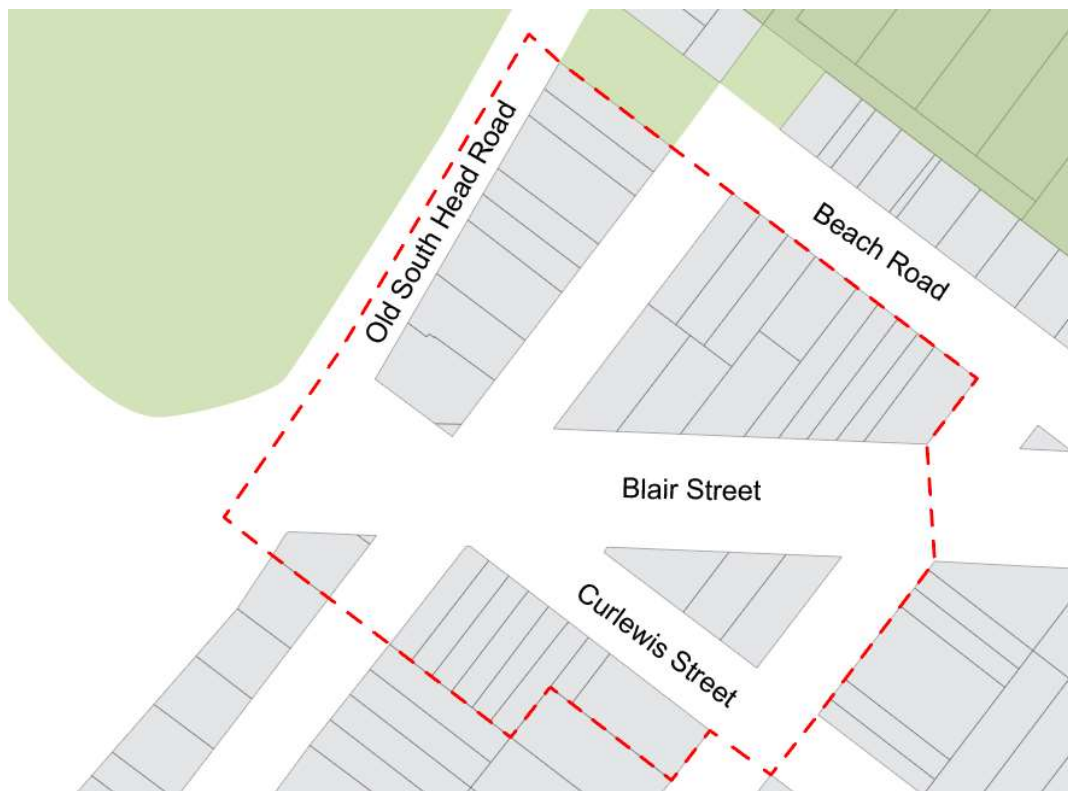 Old South Head Road
Beach Road
Blair Street
Curlewis Street